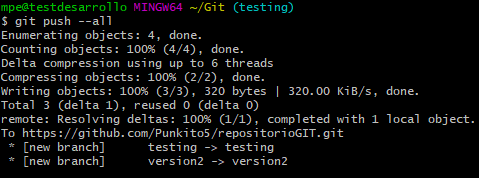 mpe@testdesarrollo MINGW64 ~/Git (testing)
$ git push --all
Enumerating objects: 4, done.
Counting objects: 100% (4/4), done.
Delta compression using up to 6 threads
Compressing objects: 100% (2/2), done.
Writing objects: 100% (3/3), 320 bytes | 320.00 KiB/s, done.
Total 3 (delta 1), reused 0 (delta 0)
remote: Resolving deltas: 100% (1/1), completed with 1 local object.
To https://github.com/Punkito5/repositorioGIT.git
 * [new branch]      testing -> testing
 * [new branch]      version2 -> version2